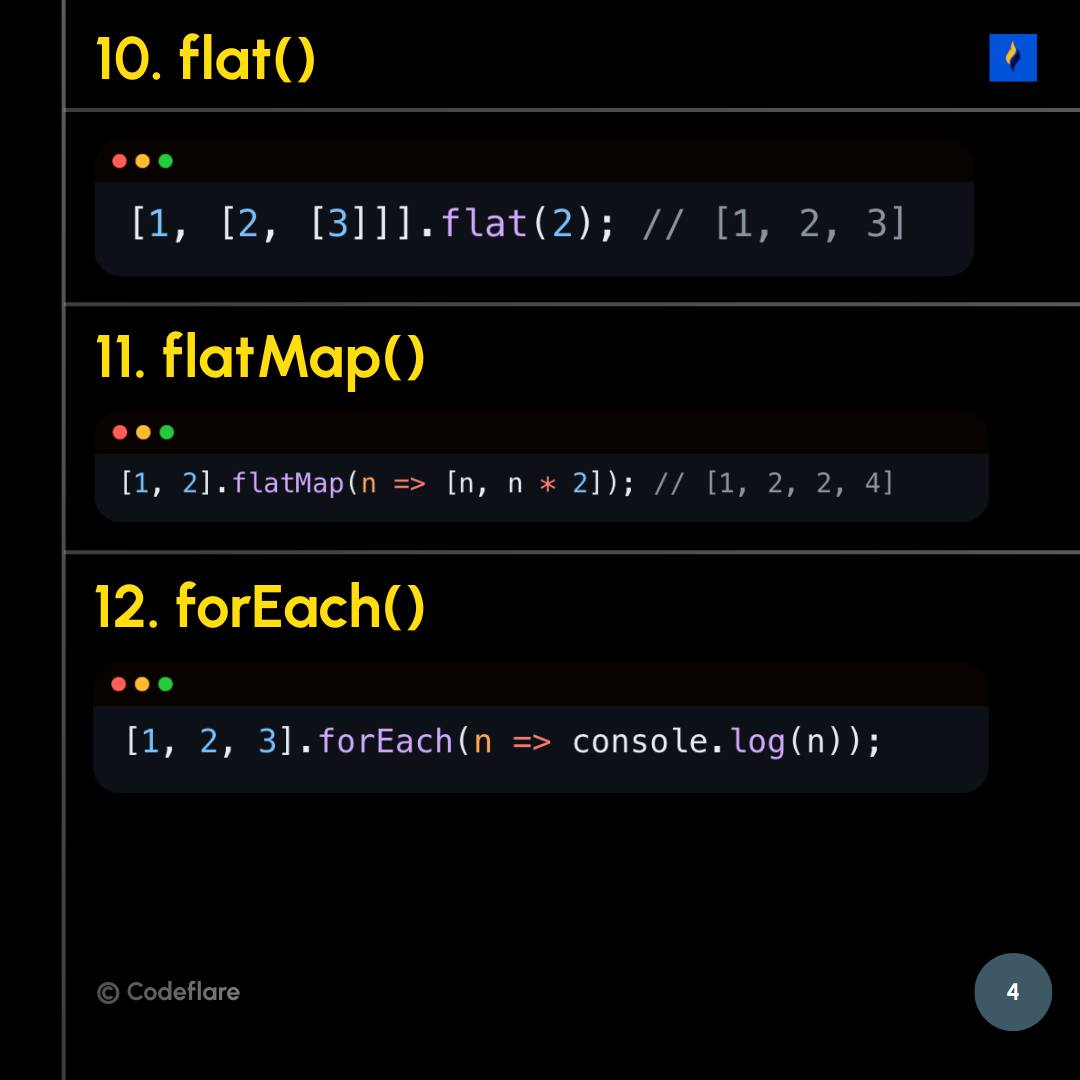 10. flat()
[1, [2, [3]]].flat(2); // [1, 2, 3]
11. flatMap()
[1, 2].flatMap(n => [n, n * 2]); // [1, 2, 2, 4]
12. forEach()
[1, 2, 3].forEach(n => console.log(n));
© Codeflare
4